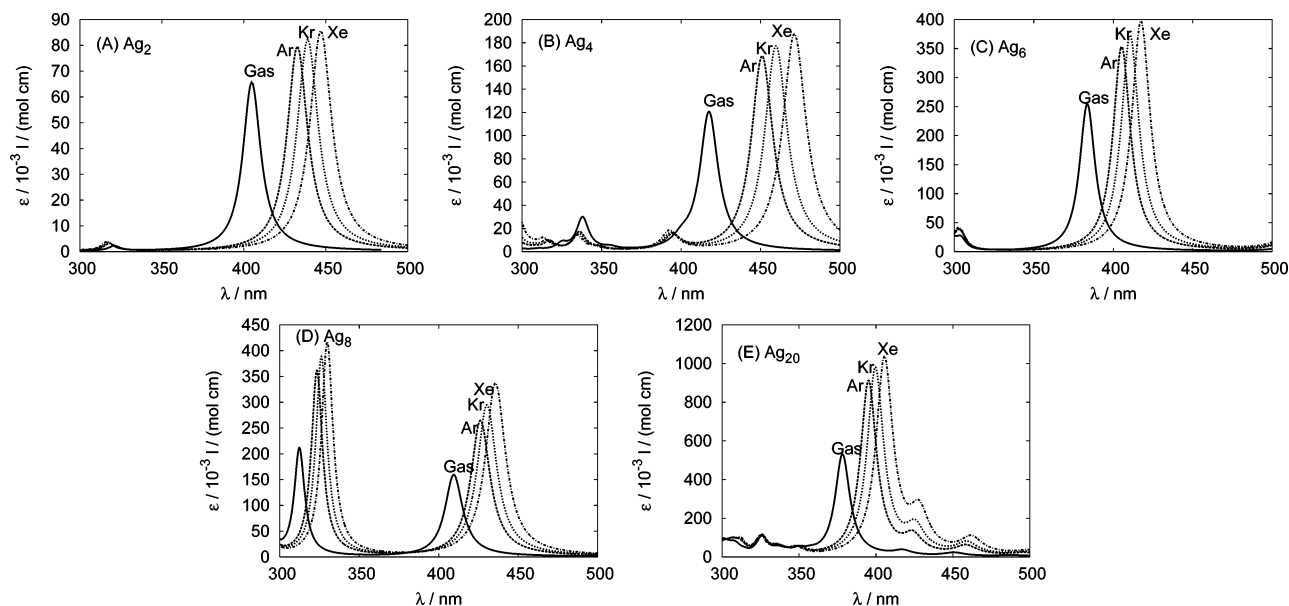 (A) Ag2
Gas
Ar
Kr
Xe
90
80
70
60
50
40
30
20
10
0
300
350
400
450
500
ε / 10-3 l / (mol cm)
λ / nm
(B) Ag4
Gas
Ar
Kr
Xe
200
180
160
140
120
100
80
60
40
20
0
300
350
400
450
500
ε / 10-3 l / (mol cm)
λ / nm
(C) Ag6
Gas
Ar
Kr
Xe
400
350
300
250
200
150
100
50
0
300
350
400
450
500
ε / 10-3 l / (mol cm)
λ / nm
(D) Ag8
Gas
Ar
Kr
Xe
450
400
350
300
250
200
150
100
50
0
300
350
400
450
500
ε / 10-3 l / (mol cm)
λ / nm
(E) Ag20
Gas
Ar
Kr
Xe
1200
1000
800
600
400
200
0
300
350
400
450
500
ε / 10-3 l / (mol cm)
λ / nm